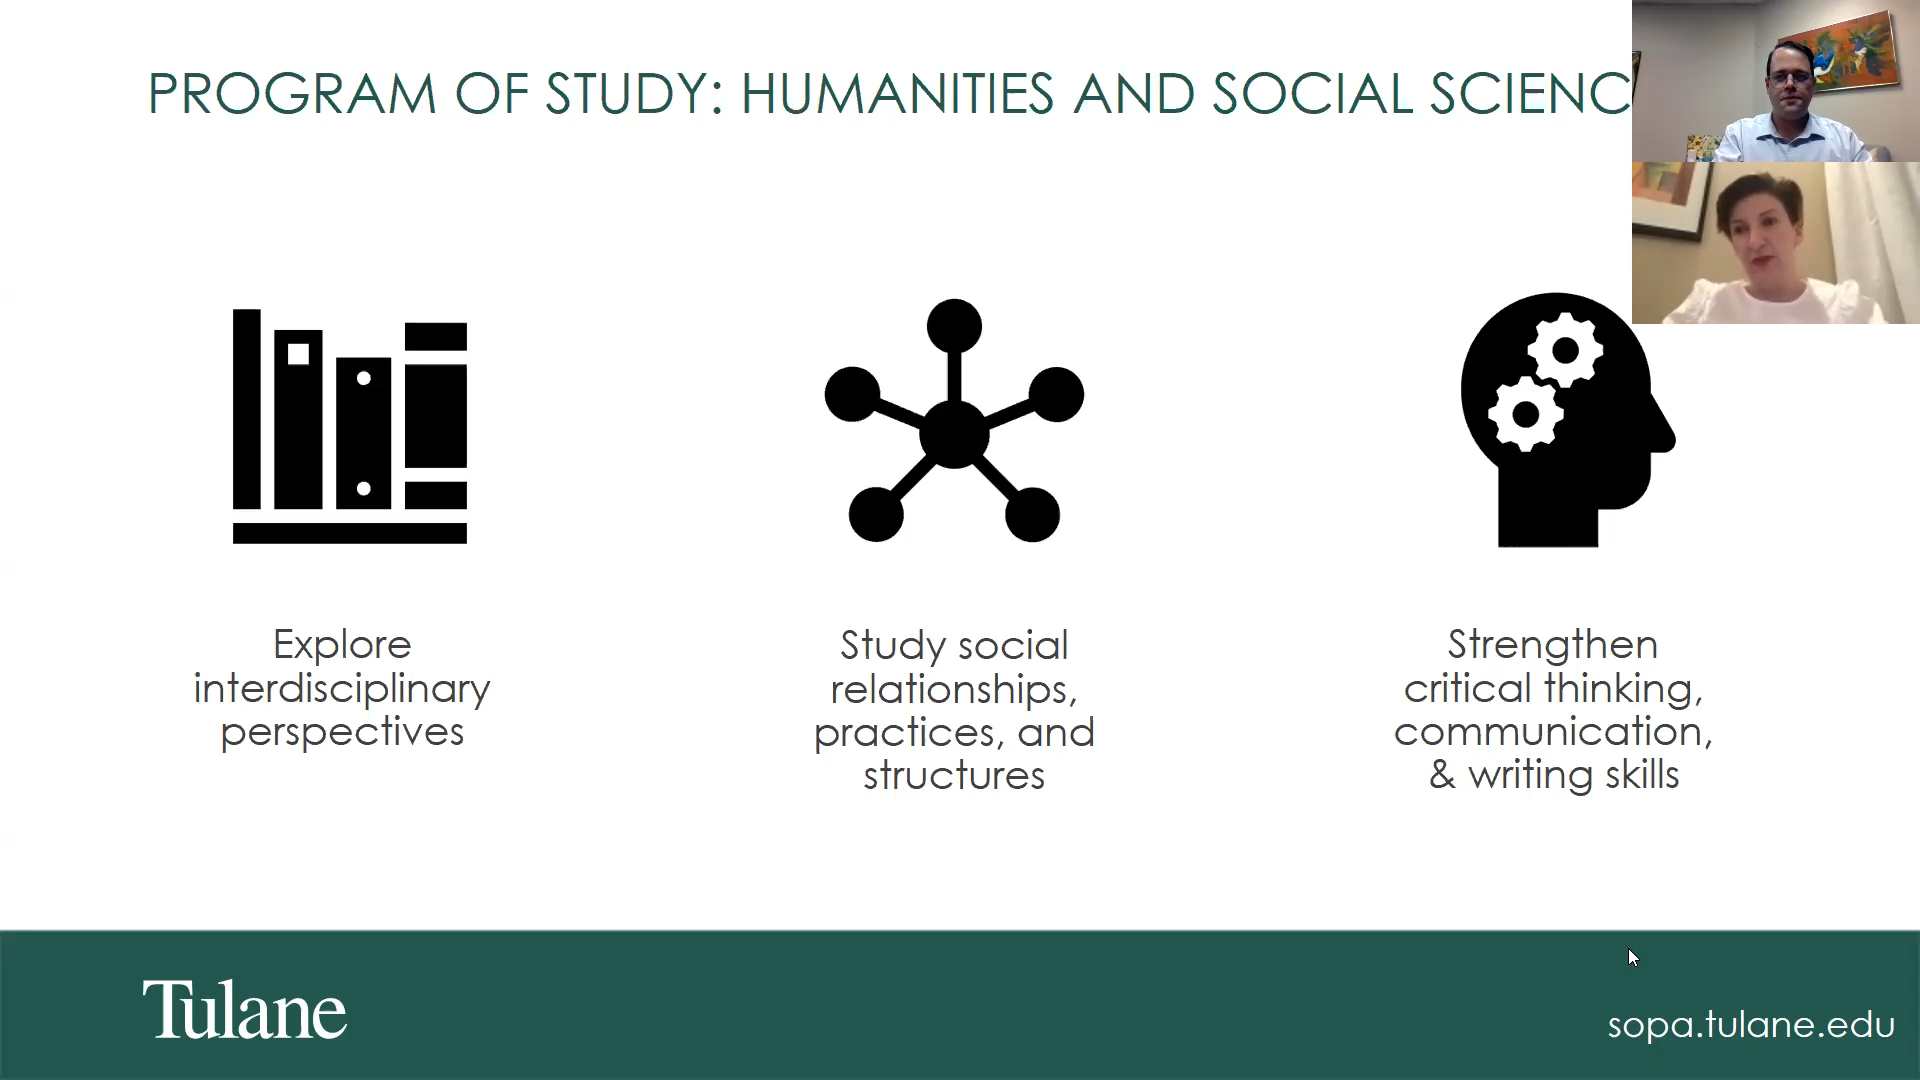 PROGRAM OF STUDY: HUMANITIES AND SOCIAL SCIENC
Explore
interdisciplinary
perspectives
Study social
relationships,
practices, and
structures
Strengthen
critical thinking,
communication,
& writing skills
Tulane
sopa.tulane.edu